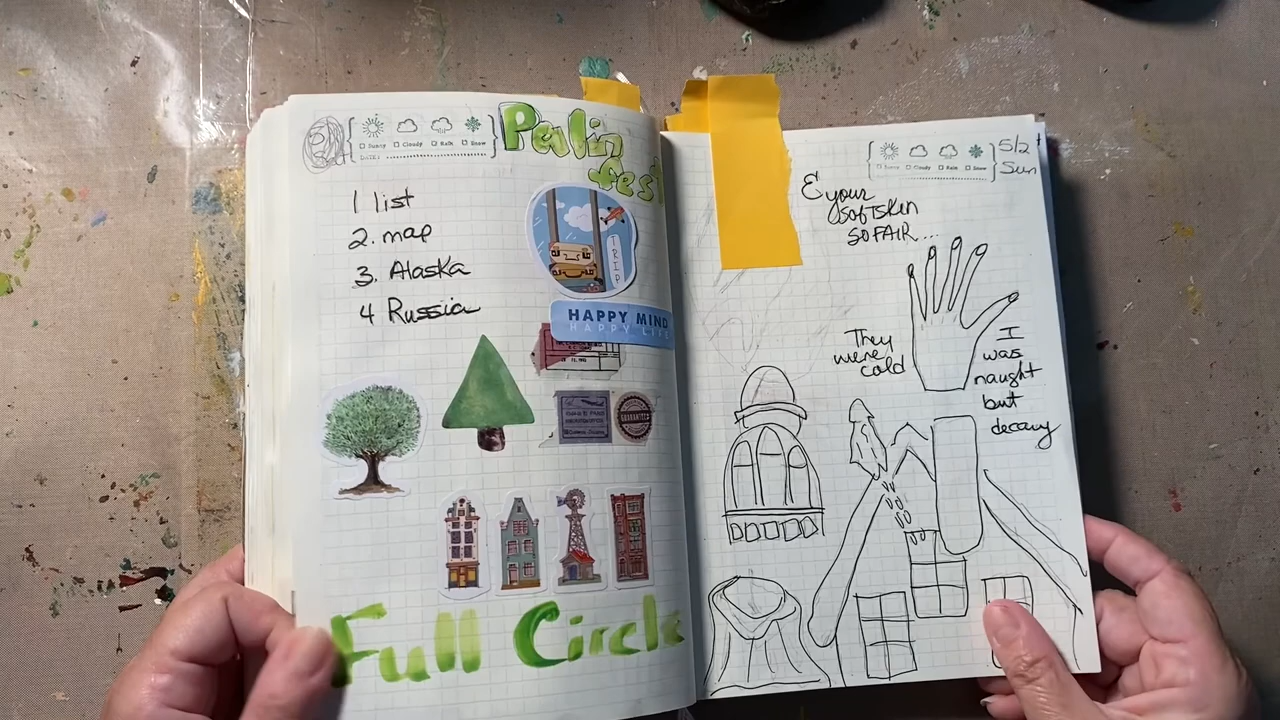 Sunny Cloudy Rain Snow
DATE:
Palin
fest
1 list
2. map
3. Alaska
4 Russia
TRIP
HAPPY MIND
HAPPY LIFE
GUARANTEED
Full Circle
Sunny Cloudy Rain Snow
5/2
Sun
& your
soft skin
so fair...
They
were
cold
I
was
naught
but
decay